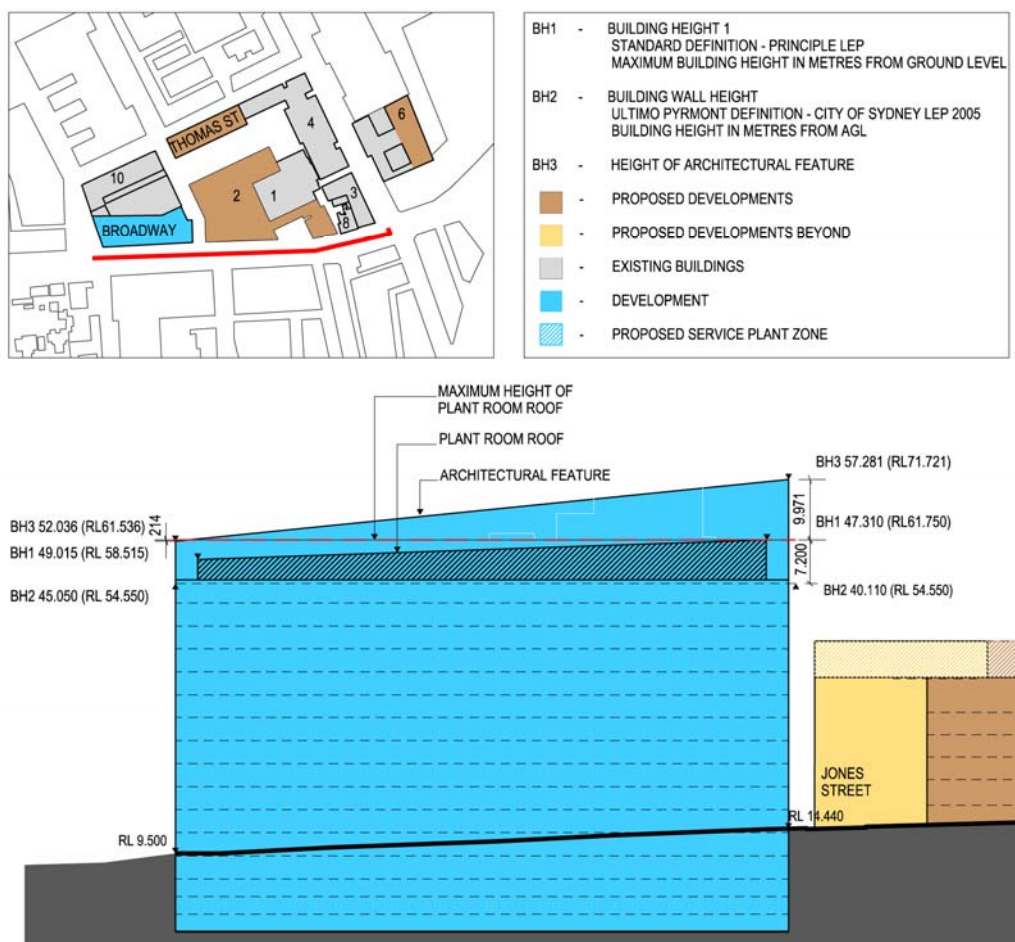 THOMAS ST
4
6
10
2
1
3
8
BROADWAY
BH1 - BUILDING HEIGHT 1
STANDARD DEFINITION - PRINCIPLE LEP
MAXIMUM BUILDING HEIGHT IN METRES FROM GROUND LEVEL
BH2 - BUILDING WALL HEIGHT
ULTIMO PYRMONT DEFINITION - CITY OF SYDNEY LEP 2005
BUILDING HEIGHT IN METRES FROM AGL
BH3 - HEIGHT OF ARCHITECTURAL FEATURE
- PROPOSED DEVELOPMENTS
- PROPOSED DEVELOPMENTS BEYOND
- EXISTING BUILDINGS
- DEVELOPMENT
- PROPOSED SERVICE PLANT ZONE
MAXIMUM HEIGHT OF
PLANT ROOM ROOF
PLANT ROOM ROOF
ARCHITECTURAL FEATURE
BH3 57.281 (RL71.721)
9.971
214
BH3 52.036 (RL61.536)
BH1 47.310 (RL61.750)
BH1 49.015 (RL 58.515)
7.200
BH2 45.050 (RL 54.550)
BH2 40.110 (RL 54.550)
JONES
STREET
RL 14.440
RL 9.500